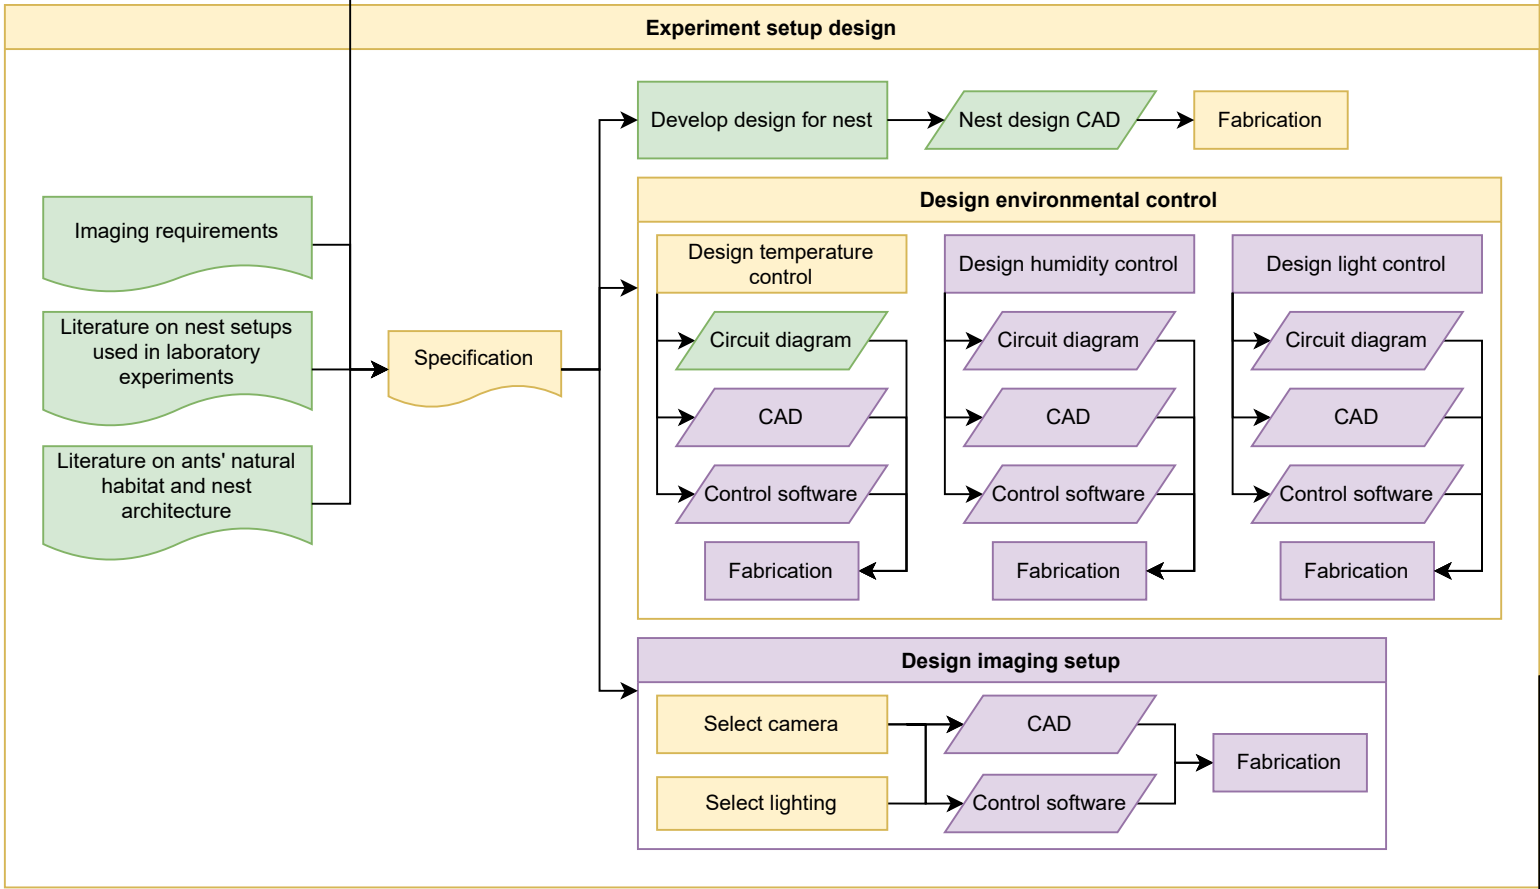 Experiment setup design
Develop design for nest
Nest design CAD
Fabrication
Imaging requirements
Literature on nest setups
used in laboratory
experiments
Literature on ants' natural
habitat and nest
architecture
Specification
Design environmental control
Design temperature
control
Circuit diagram
CAD
Control software
Fabrication
Design humidity control
Circuit diagram
CAD
Control software
Fabrication
Design light control
Circuit diagram
CAD
Control software
Fabrication
Design imaging setup
Select camera
Select lighting
CAD
Control software
Fabrication